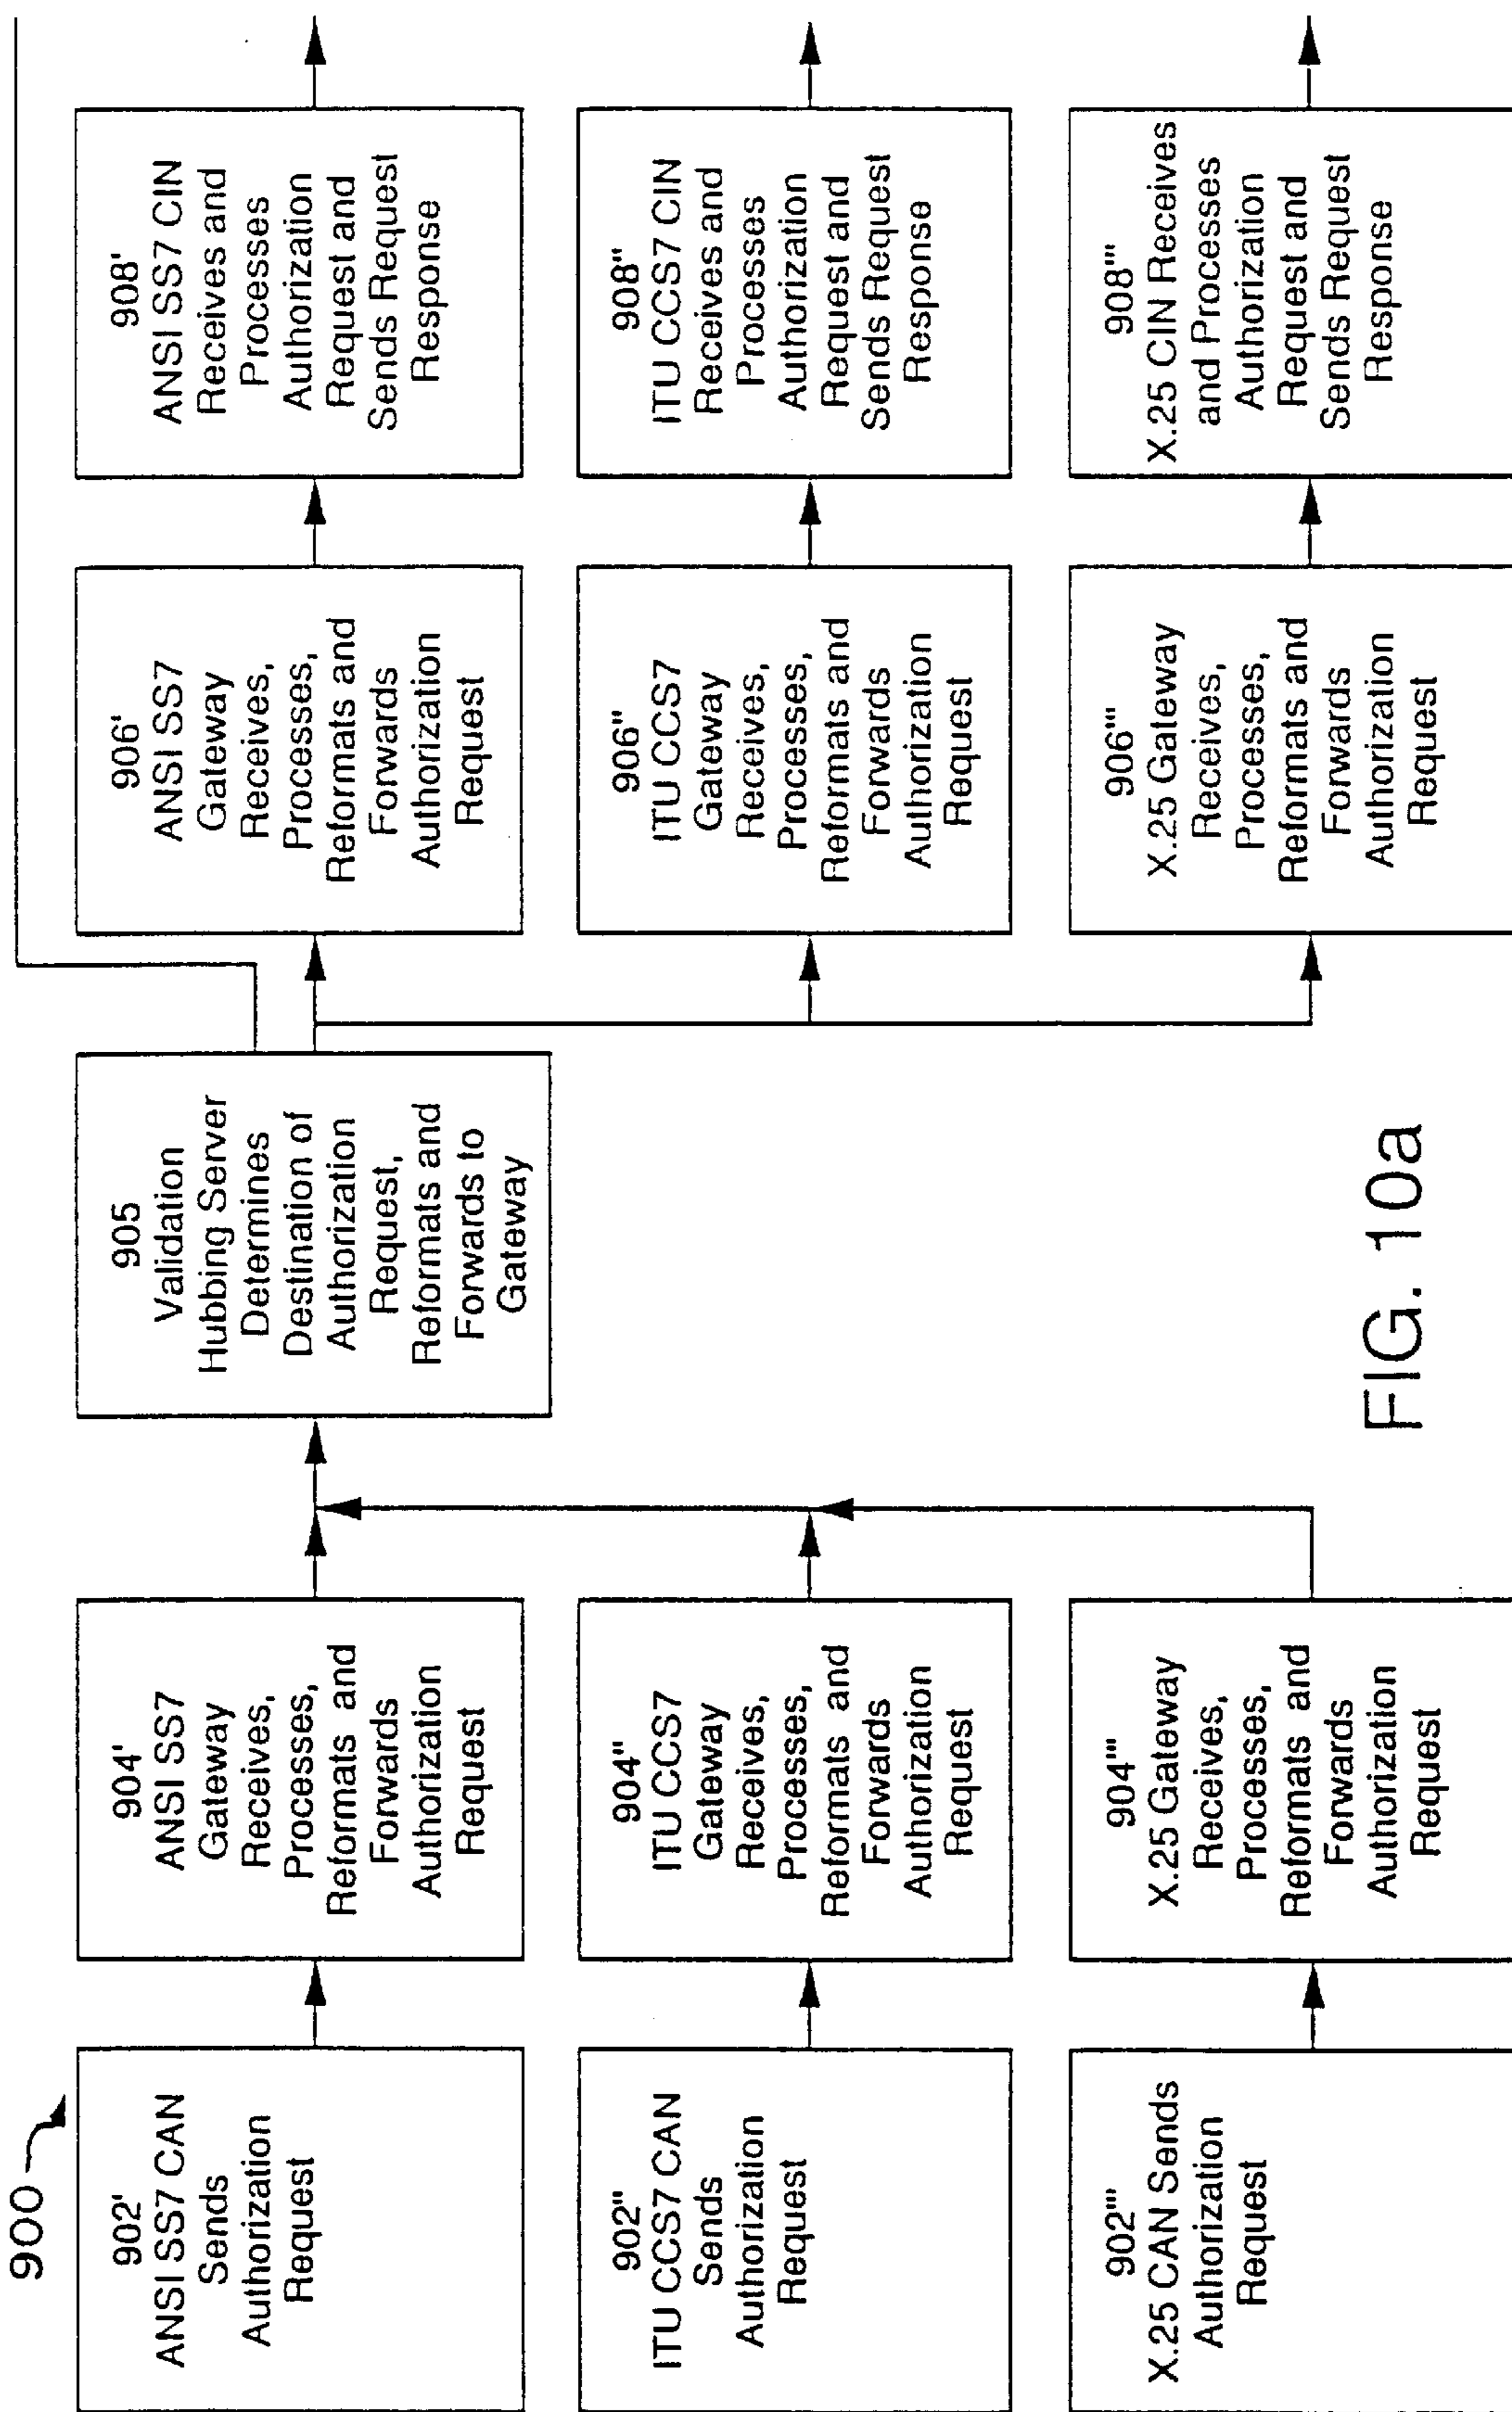 900
902'
ANSI SS7 CAN
Sends
Authorization
Request
902"
ITU CCS7 CAN
Sends
Authorization
Request
902'''
X.25 CAN Sends
Authorization
Request
904'
ANSI SS7
Gateway
Receives,
Processes,
Reformats and
Forwards
Authorization
Request
904"
ITU CCS7
Gateway
Receives,
Processes,
Reformats and
Forwards
Authorization
Request
904'''
X.25 Gateway
Receives,
Processes,
Reformats and
Forwards
Authorization
Request
905
Validation
Hubbing Server
Determines
Destination of
Authorization
Request,
Reformats and
Forwards to
Gateway
906'
ANSI SS7
Gateway
Receives,
Processes,
Reformats and
Forwards
Authorization
Request
906"
ITU CCS7
Gateway
Receives,
Processes,
Reformats and
Forwards
Authorization
Request
906'''
X.25 Gateway
Receives,
Processes,
Reformats and
Forwards
Authorization
Request
908'
ANSI SS7 CIN
Receives and
Processes
Authorization
Request and
Sends Request
Response
908"
ITU CCS7 CIN
Receives and
Processes
Authorization
Request and
Sends Request
Response
908'''
X.25 CIN Receives
and Processes
Authorization
Request and
Sends Request
Response
FIG. 10a